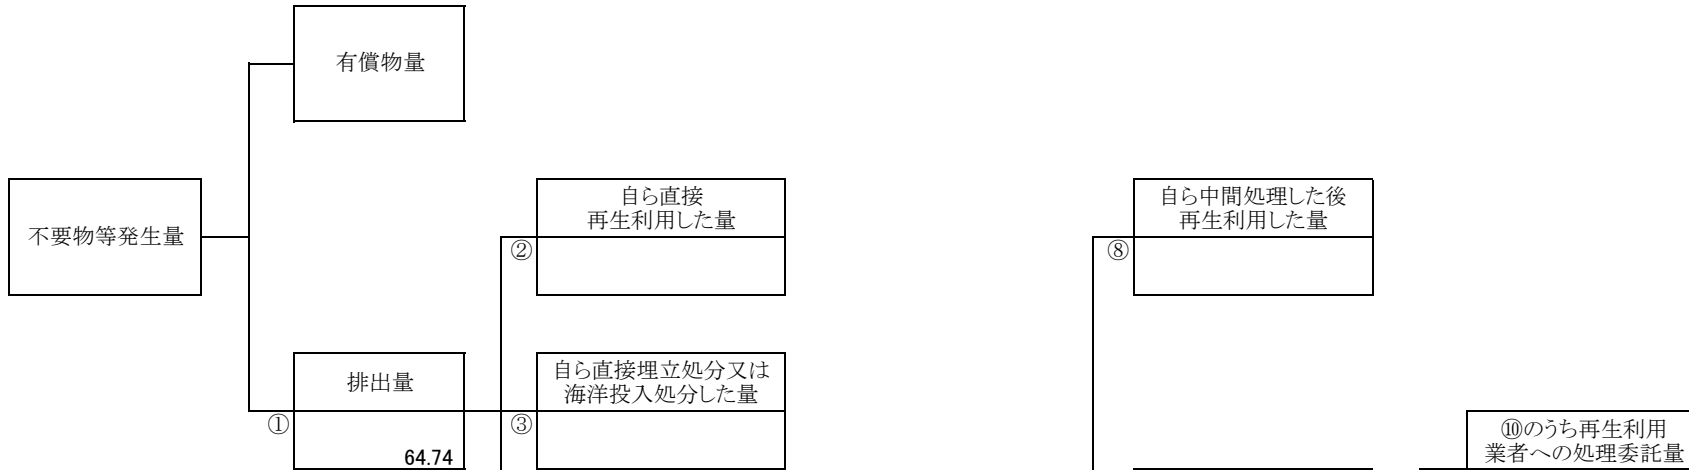 有償物量
不要物等発生量
自ら直接
再生利用した量
②
自ら中間処理した後
再生利用した量
⑧
排出量
①
64.74
自ら直接埋立処分又は
海洋投入処分した量
③
⑩のうち再生利用
業者への処理委託量